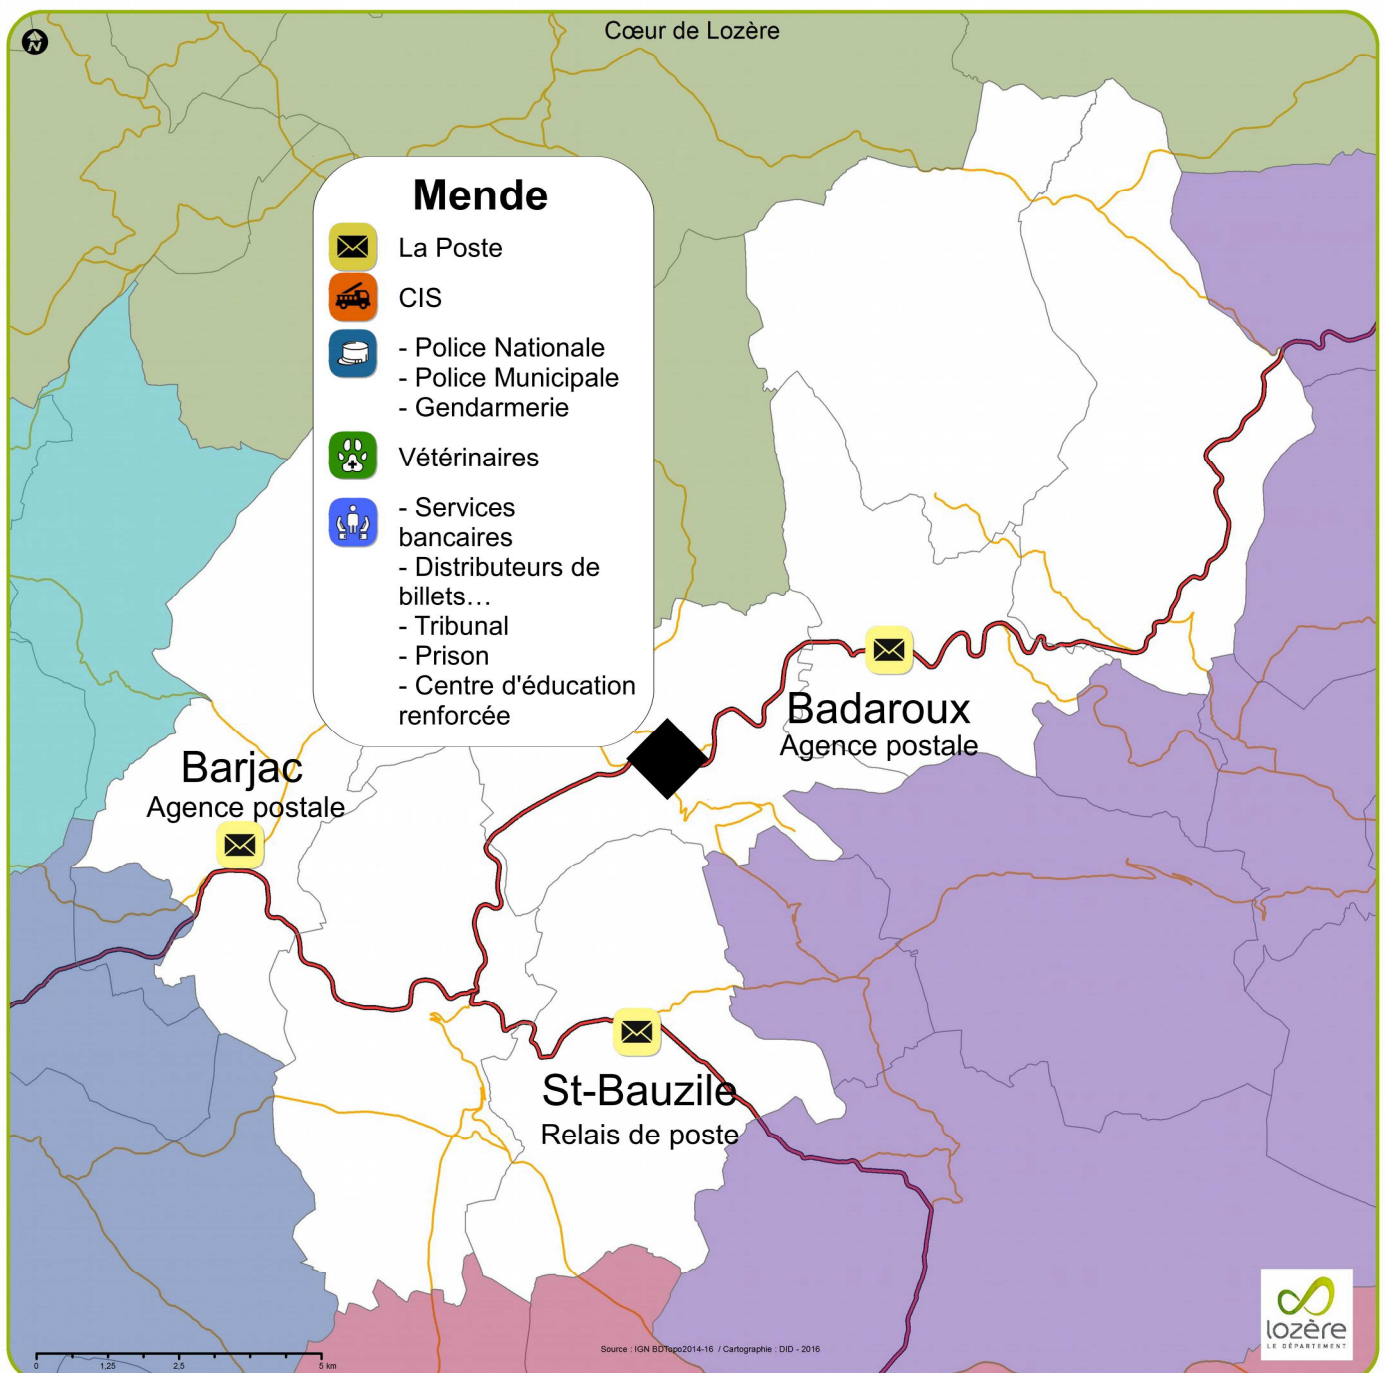 Cœur de Lozère
N
Mende
La Poste
CIS
- Police Nationale
- Police Municipale
- Gendarmerie
Vétérinaires
- Services
bancaires
- Distributeurs de
billets…
- Tribunal
- Prison
- Centre d'éducation
renforcée
Badaroux
Agence postale
Barjac
Agence postale
St-Bauzile
Relais de poste
0 1,25 2,5 5 km
Source : IGN BDTopo2014-16 / Cartographie : DID - 2016
lozère
LE DÉPARTEMENT